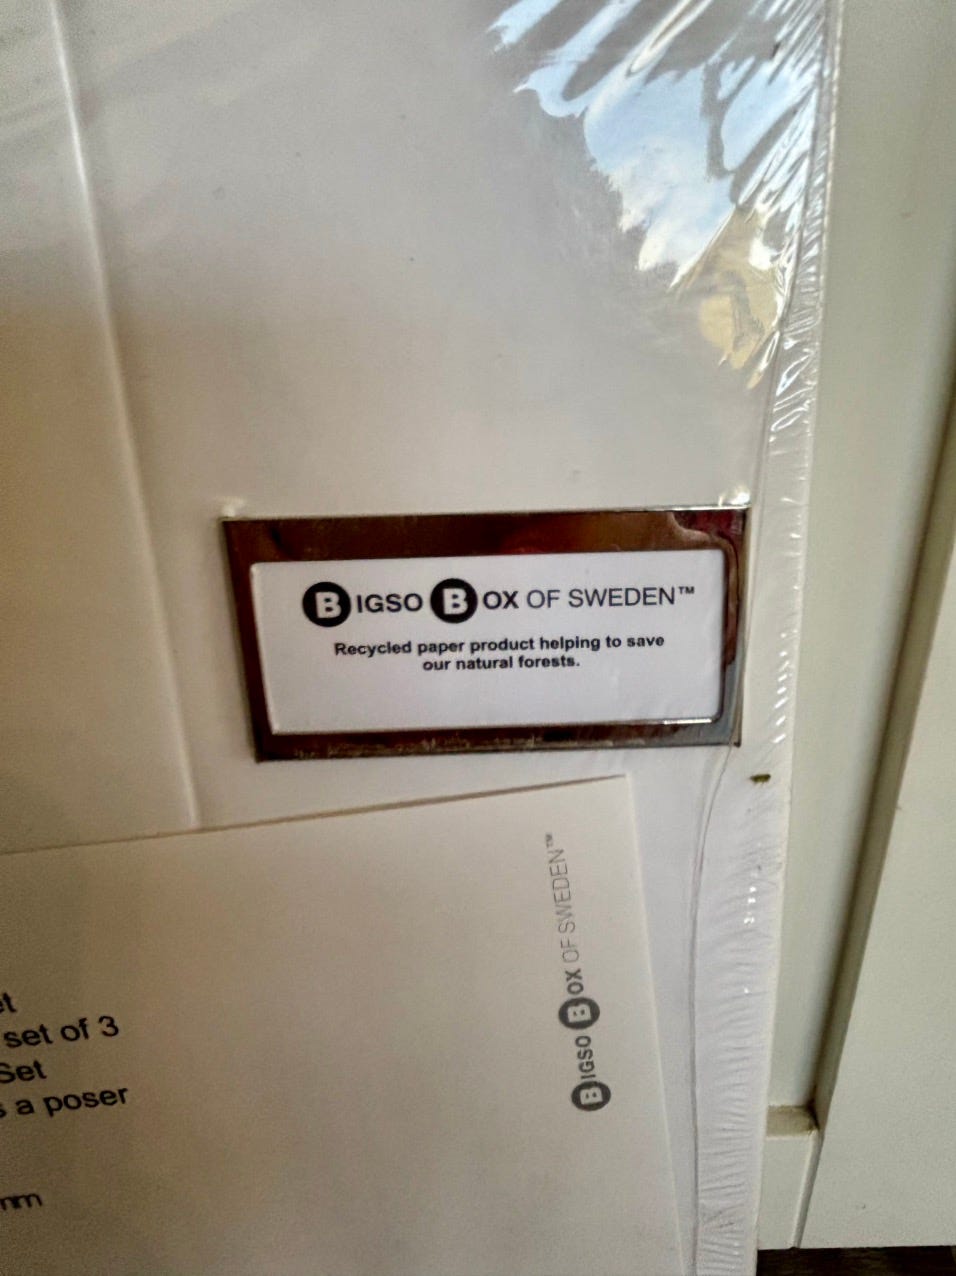 BIGSO BOX OF SWEDEN™
Recycled paper product helping to save
our natural forests.
BIGSO BOX OF SWEDEN™
set of 3
Set
a poser
mm